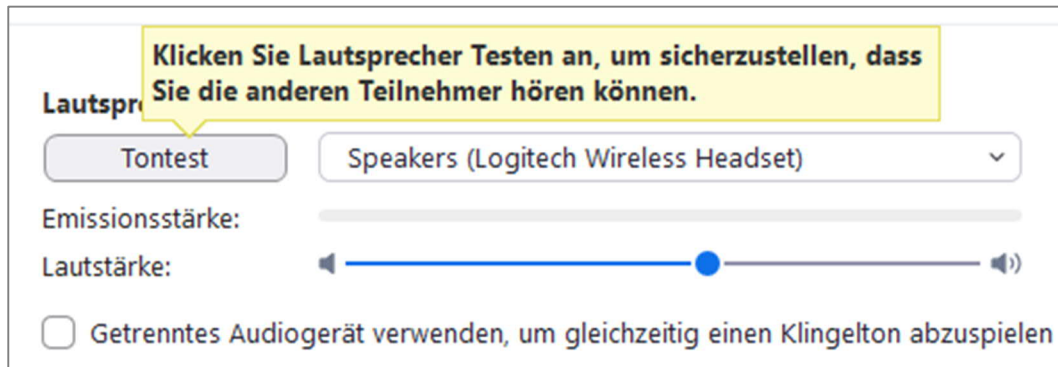 Klicken Sie Lautsprecher Testen an, um sicherzustellen, dass
Sie die anderen Teilnehmer hören können.
Lautspr
Tontest
Speakers (Logitech Wireless Headset)
Emissionsstärke:
Lautstärke:
Getrenntes Audiogerät verwenden, um gleichzeitig einen Klingelton abzuspielen